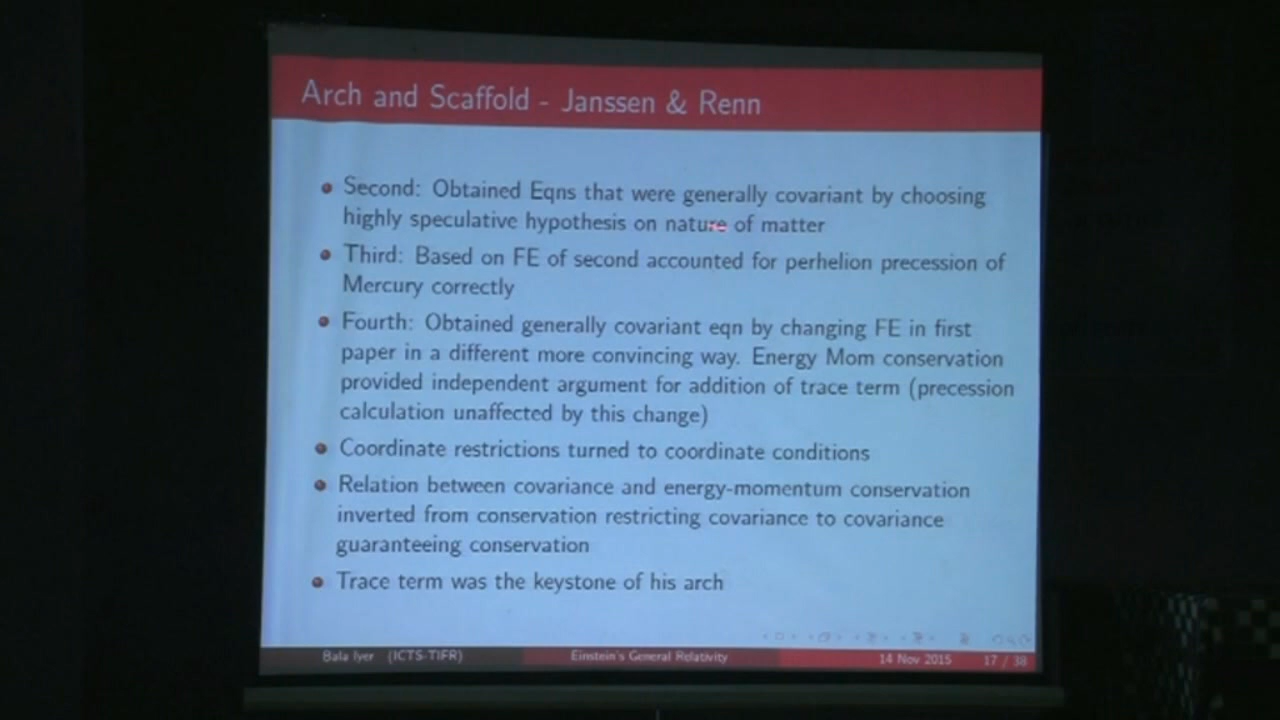 Arch and Scaffold - Janssen & Renn
Second: Obtained Eqns that were generally covariant by choosing
highly speculative hypothesis on nature of matter
Third: Based on FE of second accounted for perhelion precession of
Mercury correctly
Fourth: Obtained generally covariant eqn by changing FE in first
paper in a different more convincing way. Energy Mom conservation
provided independent argument for addition of trace term (precession
calculation unaffected by this change)
Coordinate restrictions turned to coordinate conditions
Relation between covariance and energy-momentum conservation
inverted from conservation restricting covariance to covariance
guaranteeing conservation
Trace term was the keystone of his arch
Bala Iyer (ICTS-TIFR) Einstein's General Relativity 14 Nov 2015 17 / 38